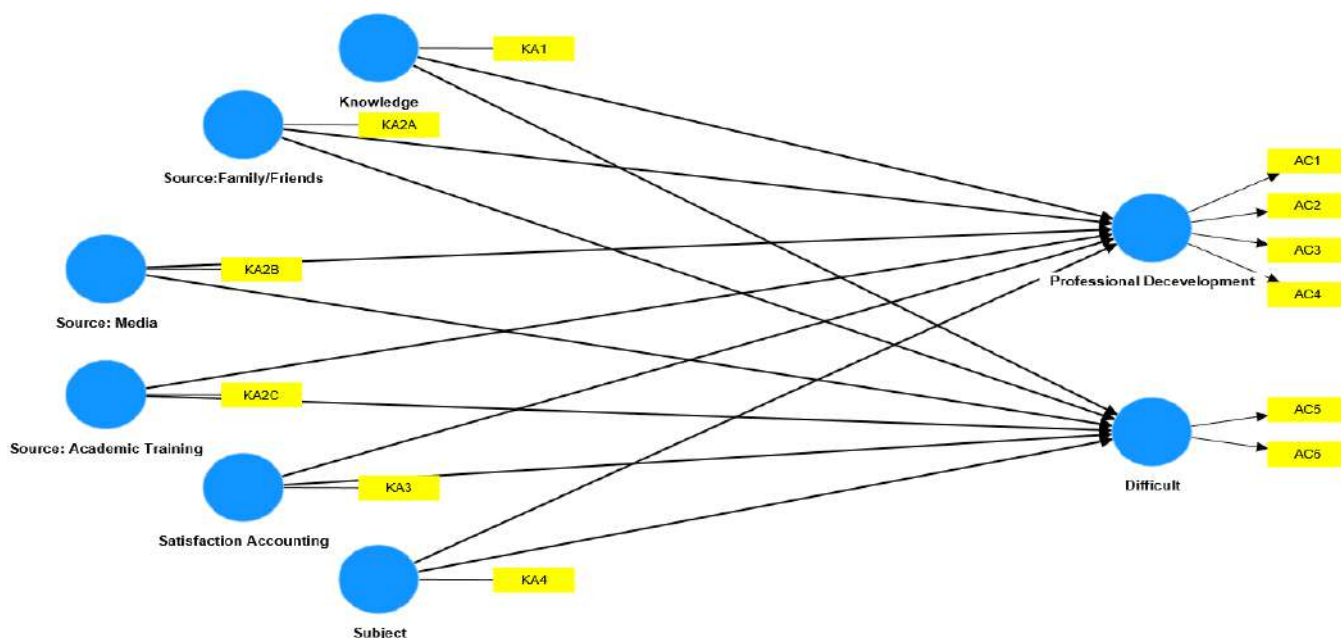 KA1
Knowledge
KA2A
Source:Family/Friends
KA2B
Source: Media
KA2C
Source: Academic Training
KA3
Satisfaction Accounting
KA4
Subject
AC1
AC2
AC3
AC4
Professional Decevelopment
AC5
AC6
Difficult